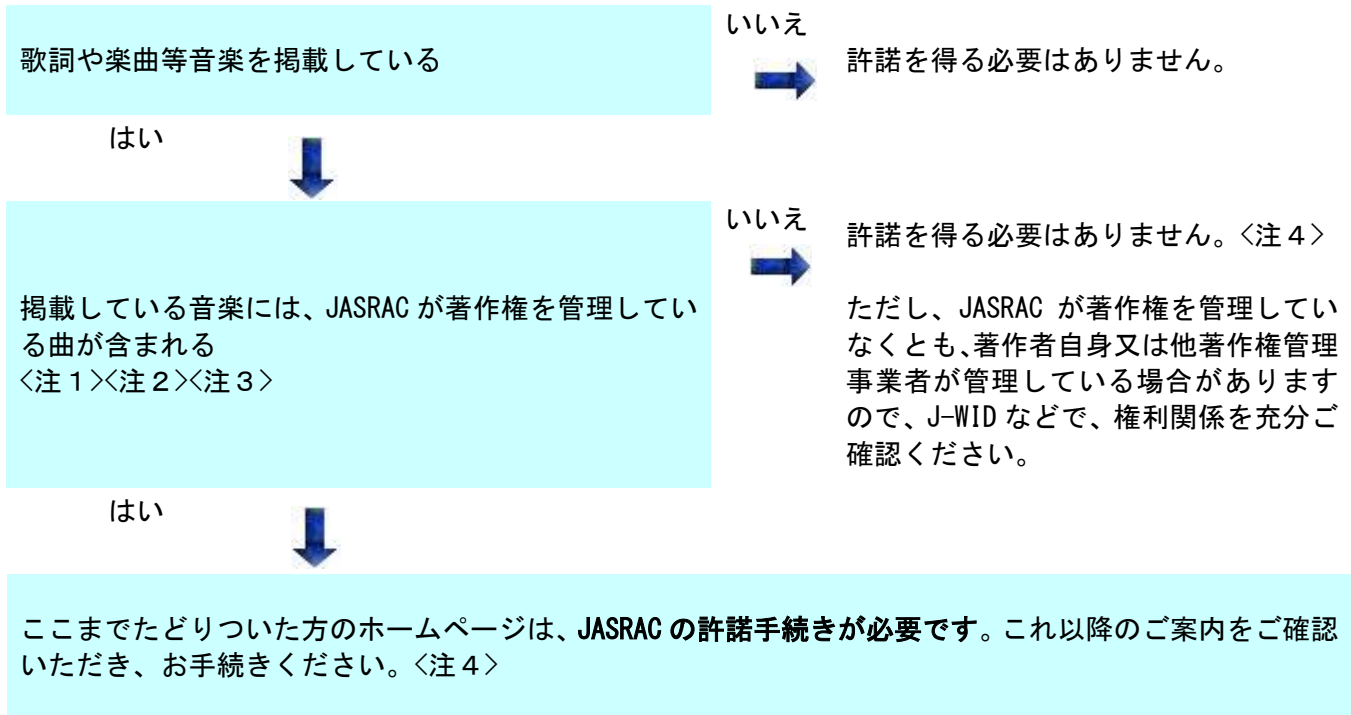 歌詞や楽曲等音楽を掲載している
いいえ
許諾を得る必要はありません。
はい
掲載している音楽には、JASRAC が著作権を管理してい
る曲が含まれる
<注１><注２><注３>
いいえ
許諾を得る必要はありません。<注４>
ただし、JASRAC が著作権を管理してい
なくとも、著作者自身又は他著作権管理
事業者が管理している場合があります
ので、J-WID などで、権利関係を充分ご
確認ください。
はい
ここまでたどりついた方のホームページは、JASRAC の許諾手続きが必要です。これ以降のご案内をご確認
いただき、お手続きください。<注４>